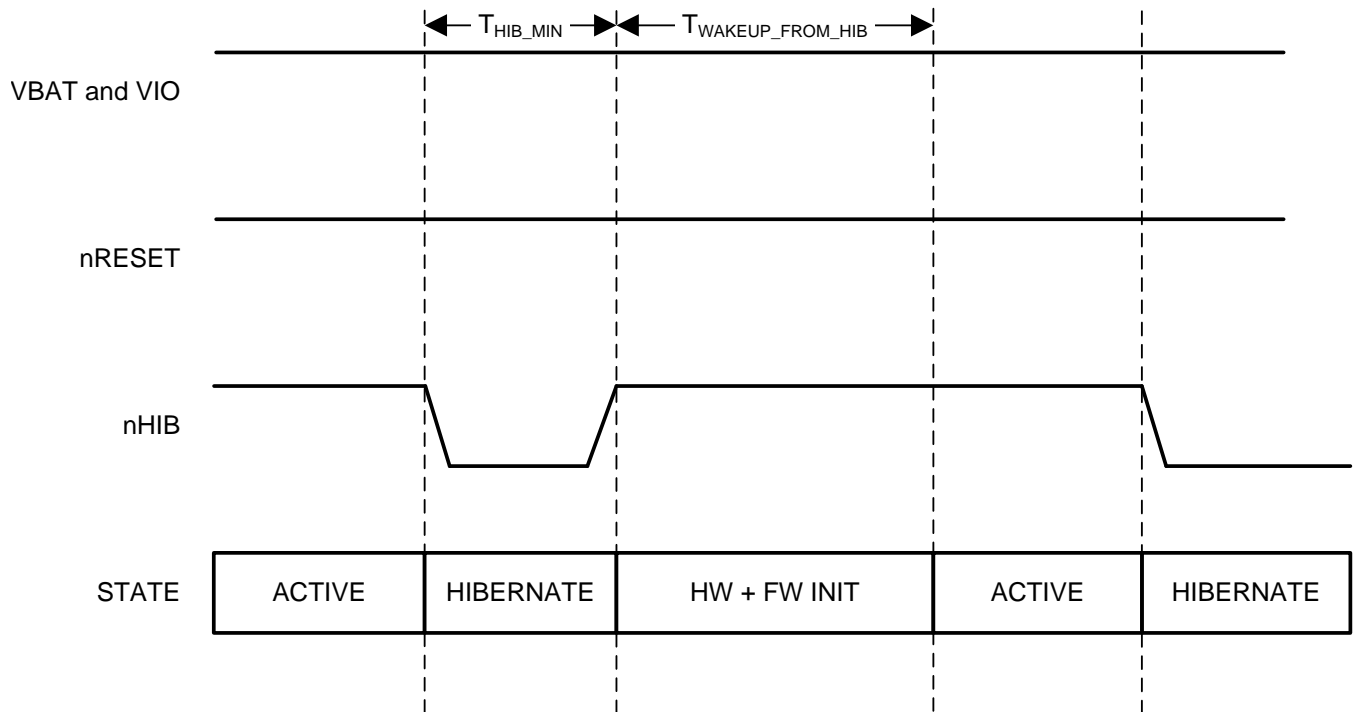 T_HIB_MIN T_WAKEUP_FROM_HIB
VBAT and VIO
nRESET
nHIB
STATE ACTIVE HIBERNATE HW + FW INIT ACTIVE HIBERNATE